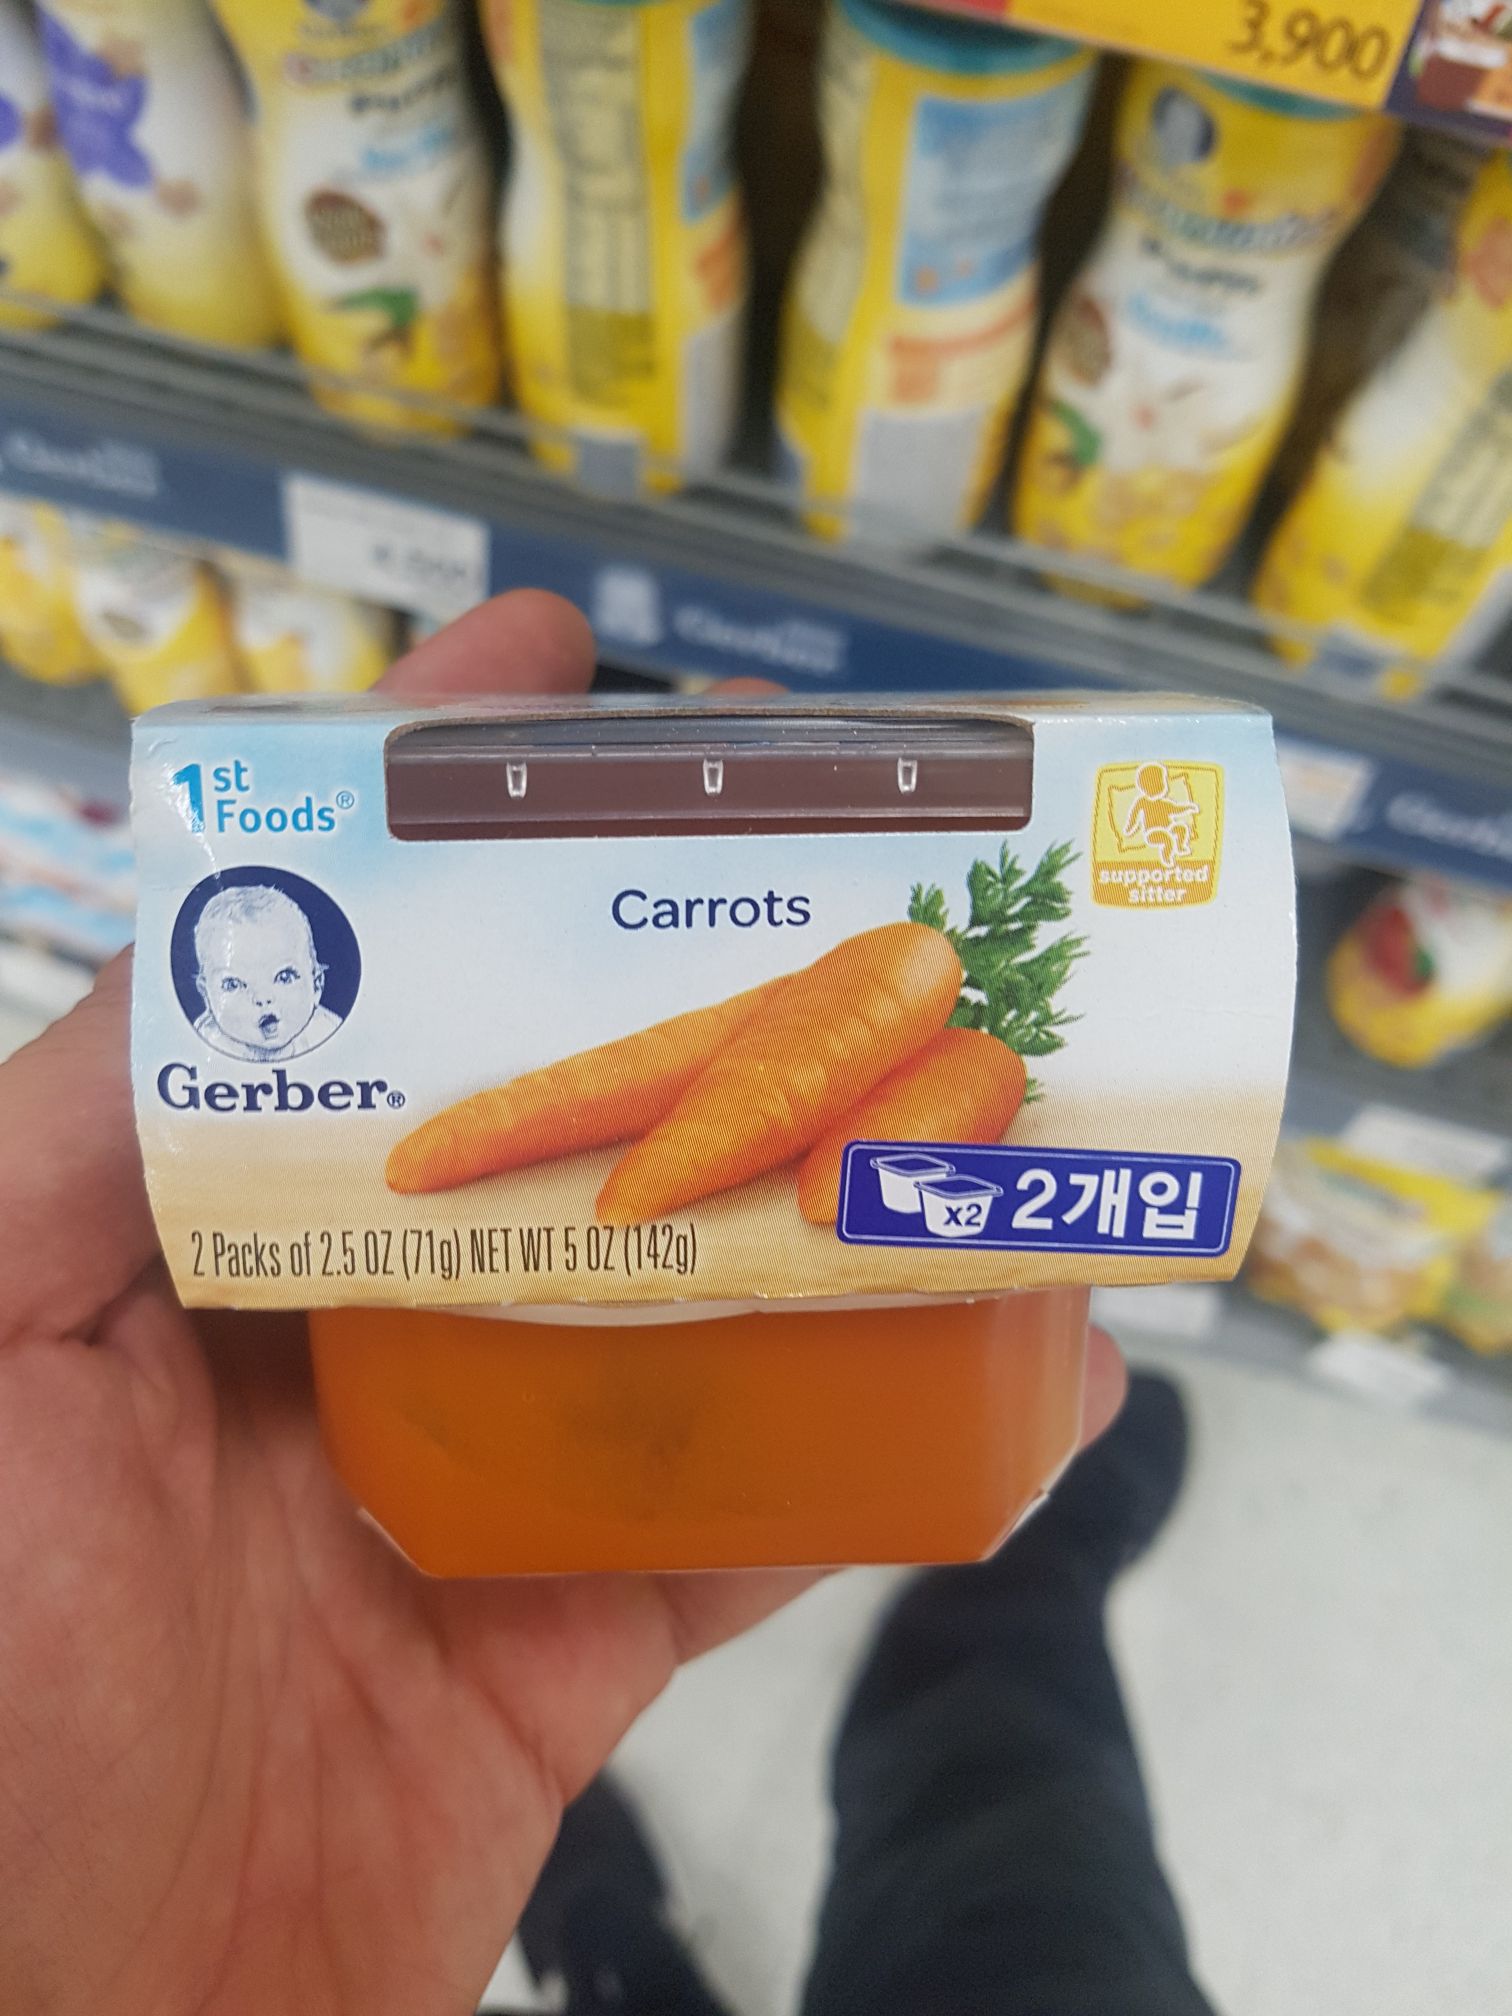 3,900
1st
Foods®
supported
sitter
Carrots
Gerber®
x2 2개입
2 Packs of 2.5 OZ (71g) NET WT 5 OZ (142g)